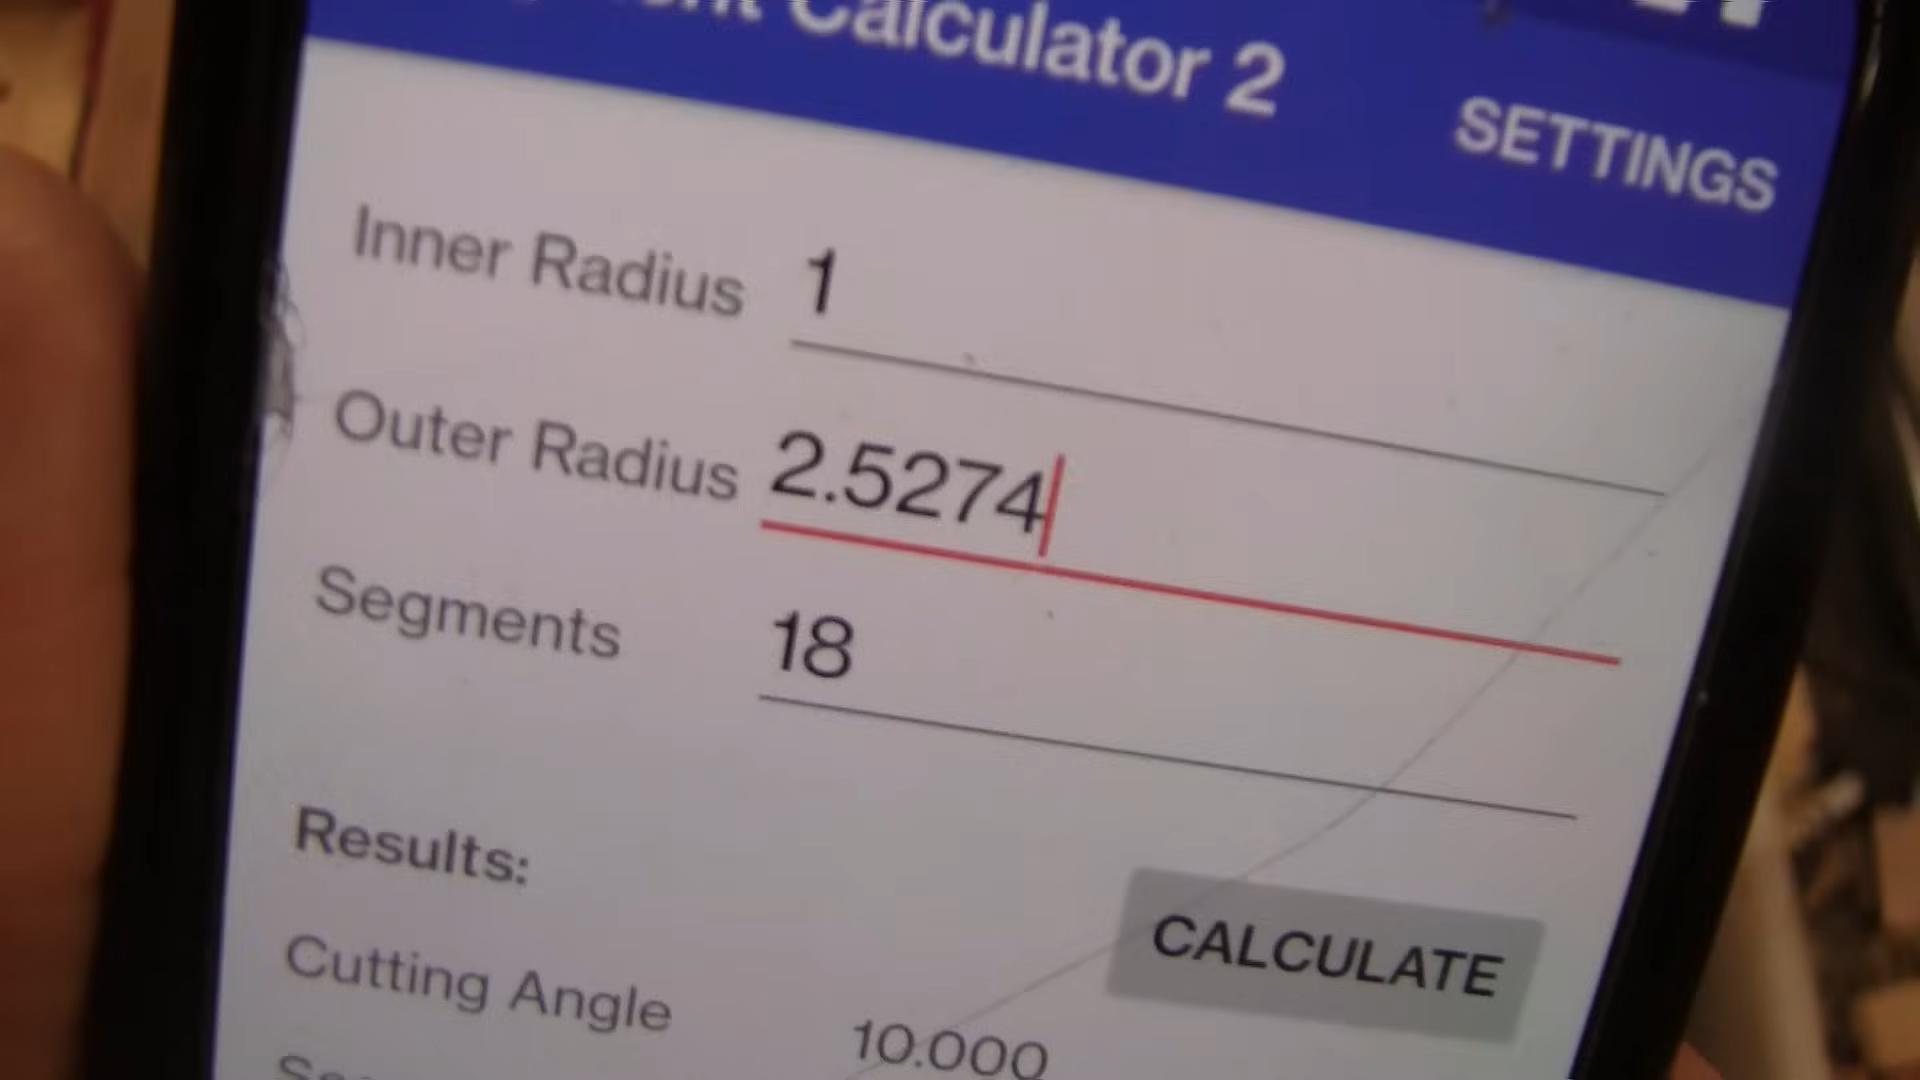 Calculator 2
SETTINGS
Inner Radius 1
Outer Radius 2.5274
Segments 18
Results:
CALCULATE
Cutting Angle 10.000